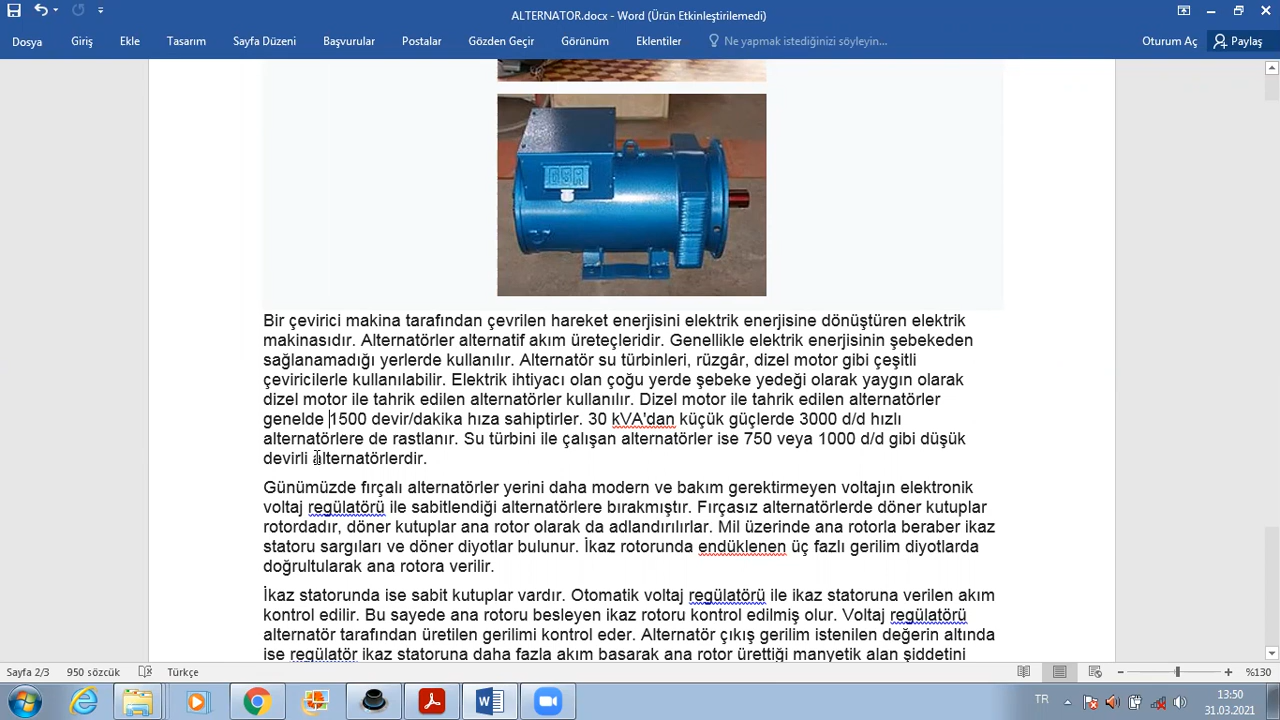 ALTERNATOR.docx - Word (Ürün Etkinleştirilemedi)
Dosya Giriş Ekle Tasarım Sayfa Düzeni Başvurular Postalar Gözden Geçir Görünüm Eklentiler Ne yapmak istediğinizi söyleyin... Oturum Aç Paylaş
Bir çevirici makina tarafından çevrilen hareket enerjisini elektrik enerjisine dönüştüren elektrik
makinasıdır. Alternatörler alternatif akım üreteçleridir. Genellikle elektrik enerjisinin şebekeden
sağlanamadığı yerlerde kullanılır. Alternatör su türbinleri, rüzgâr, dizel motor gibi çeşitli
çeviricilerle kullanılabilir. Elektrik ihtiyacı olan çoğu yerde şebeke yedeği olarak yaygın olarak
dizel motor ile tahrik edilen alternatörler kullanılır. Dizel motor ile tahrik edilen alternatörler
genelde 1500 devir/dakika hıza sahiptirler. 30 kVA'dan küçük güçlerde 3000 d/d hızlı
alternatörlere de rastlanır. Su türbini ile çalışan alternatörler ise 750 veya 1000 d/d gibi düşük
devirli alternatörlerdir.
Günümüzde fırçalı alternatörler yerini daha modern ve bakım gerektirmeyen voltajın elektronik
voltaj regülatörü ile sabitlendiği alternatörlere bırakmıştır. Fırçasız alternatörlerde döner kutuplar
rotordadır, döner kutuplar ana rotor olarak da adlandırılırlar. Mil üzerinde ana rotorla beraber ikaz
statoru sargıları ve döner diyotlar bulunur. İkaz rotorunda endüklenen üç fazlı gerilim diyotlarda
doğrultularak ana rotora verilir.
İkaz statorunda ise sabit kutuplar vardır. Otomatik voltaj regülatörü ile ikaz statoruna verilen akım
kontrol edilir. Bu sayede ana rotoru besleyen ikaz rotoru kontrol edilmiş olur. Voltaj regülatörü
alternatör tarafından üretilen gerilimi kontrol eder. Alternatör çıkış gerilim istenilen değerin altında
ise regülatör ikaz statoruna daha fazla akım basarak ana rotor ürettiği manyetik alan şiddetini
Sayfa 2/3 950 sözcük Türkçe %130
TR 13:50
31.03.2021